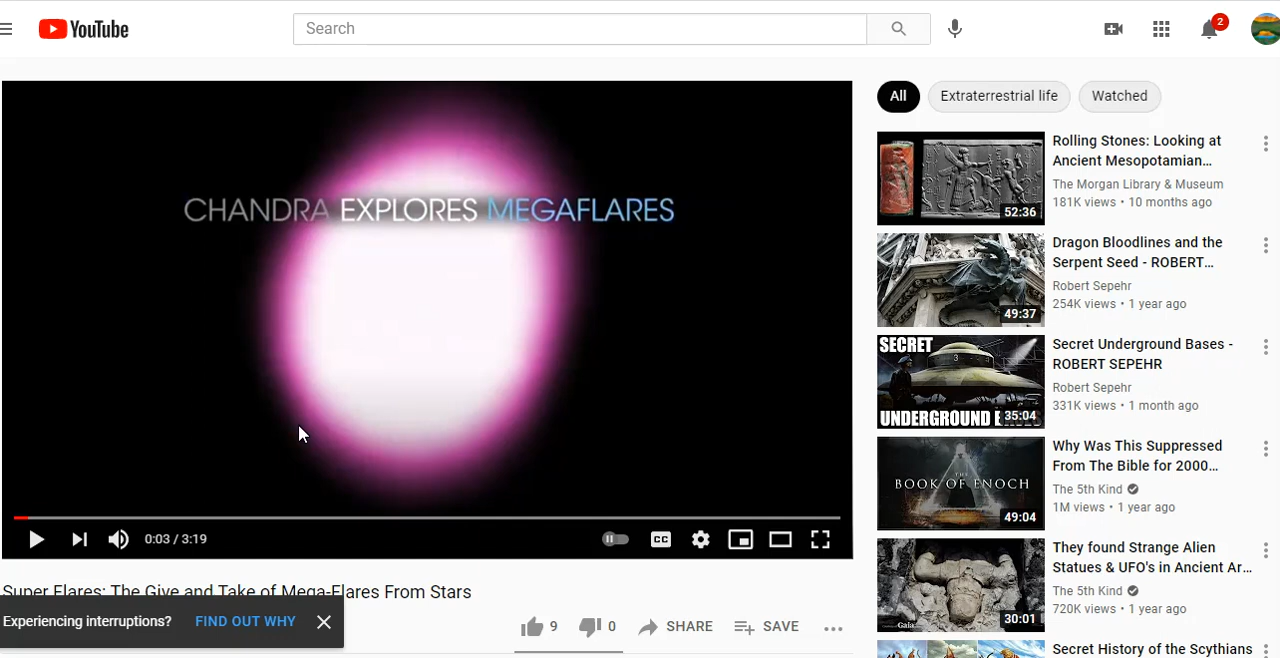 YouTube
Search
2
CHANDRA EXPLORES MEGAFLARES
0:03 / 3:19
CC
Super Flares: The Give and Take of Mega-Flares From Stars
Experiencing interruptions? FIND OUT WHY
9 0 SHARE SAVE
All Extraterrestrial life Watched
52:36
Rolling Stones: Looking at
Ancient Mesopotamian...
The Morgan Library & Museum
181K views • 10 months ago
49:37
Dragon Bloodlines and the
Serpent Seed - ROBERT...
Robert Sepehr
254K views • 1 year ago
SECRET
3
UNDERGROUND
35:04
Secret Underground Bases -
ROBERT SEPEHR
Robert Sepehr
331K views • 1 month ago
THE
BOOK OF ENOCH
49:04
Why Was This Suppressed
From The Bible for 2000...
The 5th Kind
1M views • 1 year ago
Gaia
30:01
They found Strange Alien
Statues & UFO's in Ancient Ar...
The 5th Kind
720K views • 1 year ago
Secret History of the Scythians